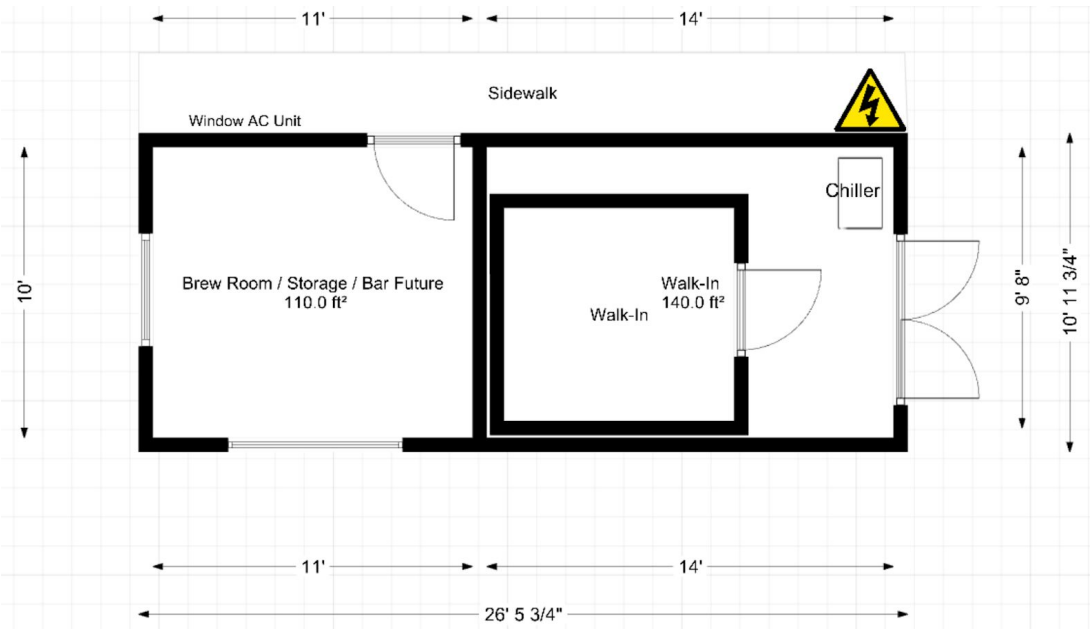 11'
14'
Sidewalk
Window AC Unit
Chiller
10'
Brew Room / Storage / Bar Future
110.0 ft²
Walk-In
140.0 ft²
Walk-In
9' 8"
10' 11 3/4"
11'
14'
26' 5 3/4"